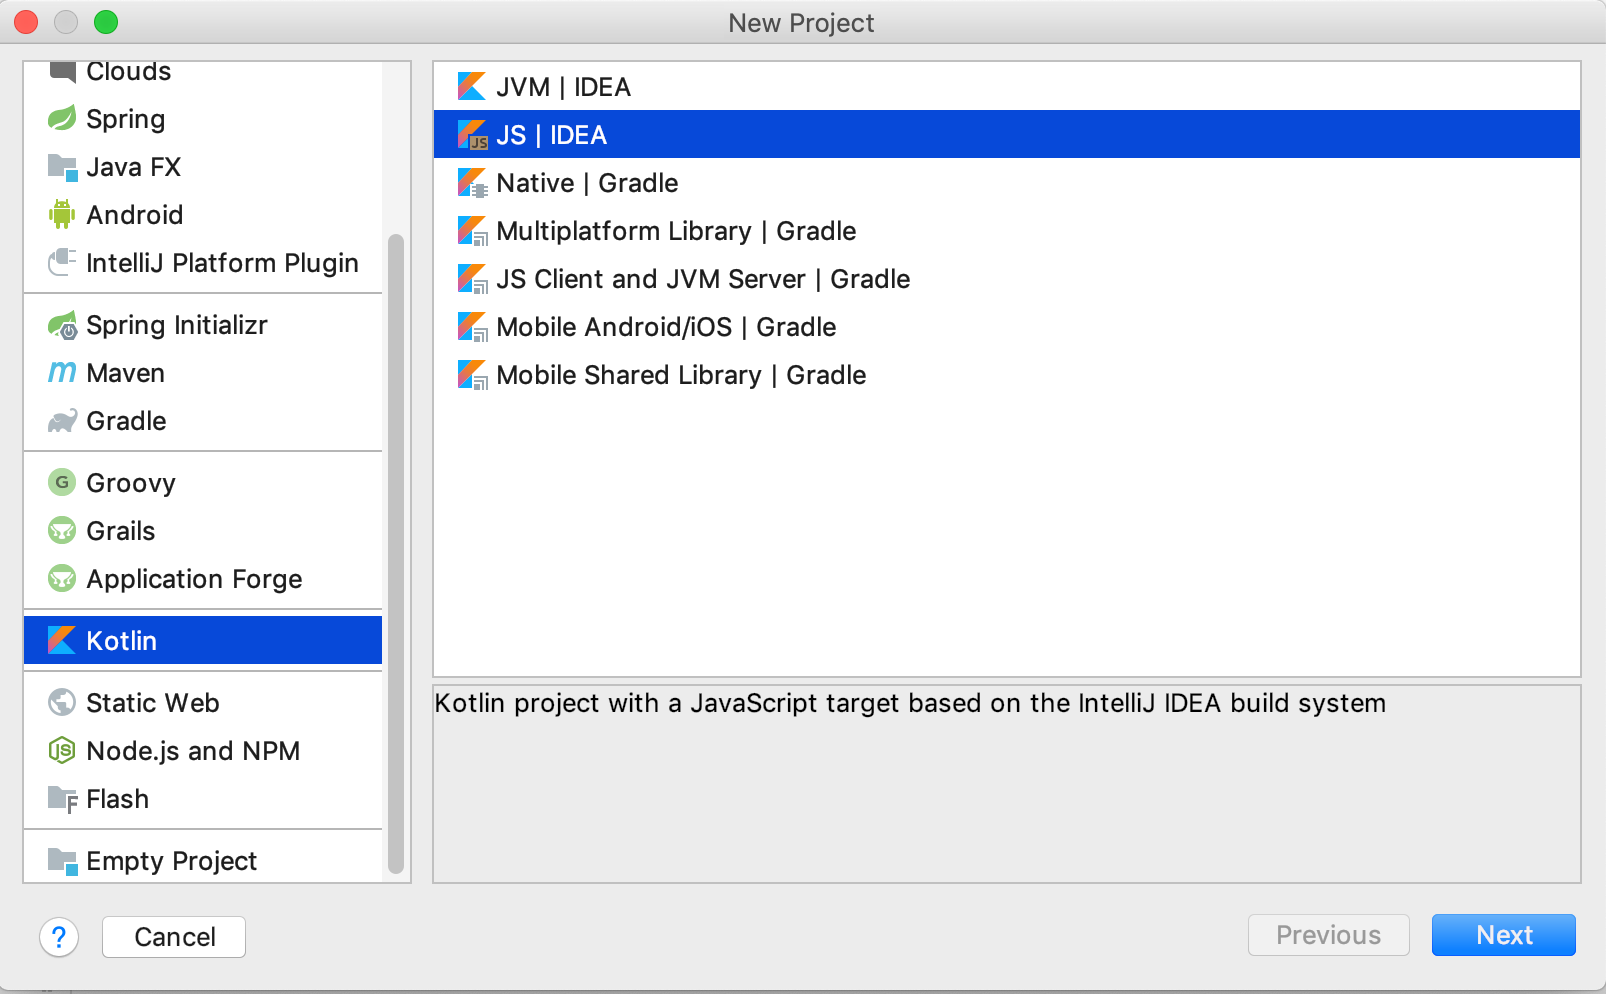 New Project
Clouds
Spring
Java FX
Android
IntelliJ Platform Plugin
Spring Initializr
Maven
Gradle
Groovy
Grails
Application Forge
Kotlin
Static Web
Node.js and NPM
Flash
Empty Project
JVM | IDEA
JS | IDEA
Native | Gradle
Multiplatform Library | Gradle
JS Client and JVM Server | Gradle
Mobile Android/iOS | Gradle
Mobile Shared Library | Gradle
Kotlin project with a JavaScript target based on the IntelliJ IDEA build system
?
Cancel
Previous
Next